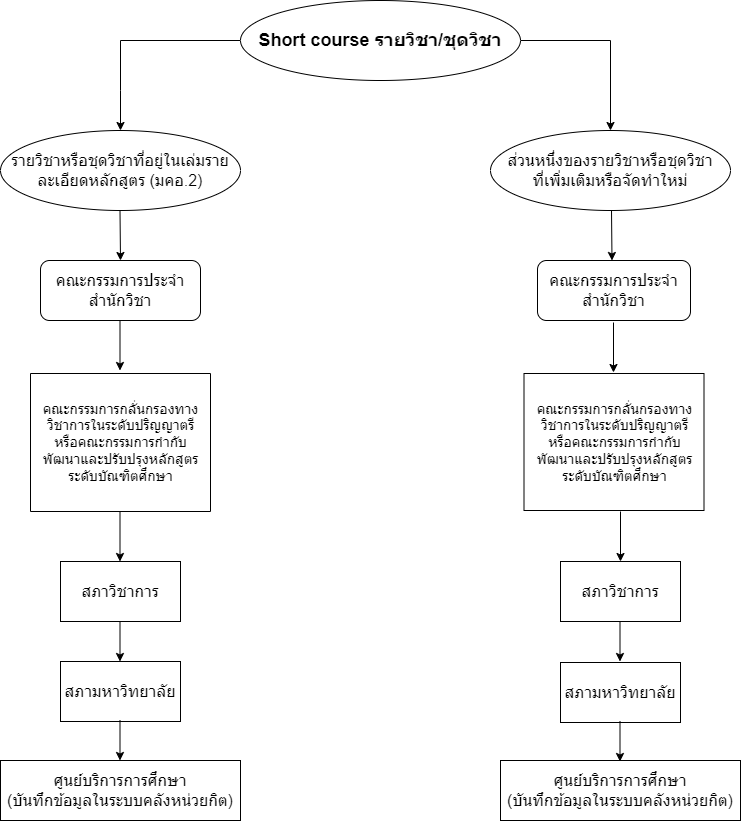 Short course รายวิชา/ชุดวิชา
รายวิชาหรือชุดวิชาที่อยู่ในเล่มราย
ละเอียดหลักสูตร (มคอ.2)
คณะกรรมการประจำ
สำนักวิชา
คณะกรรมการกลั่นกรองทาง
วิชาการในระดับปริญญาตรี
หรือคณะกรรมการกำกับ
พัฒนาและปรับปรุงหลักสูตร
ระดับบัณฑิตศึกษา
สภาวิชาการ
สภามหาวิทยาลัย
ศูนย์บริการการศึกษา
(บันทึกข้อมูลในระบบคลังหน่วยกิต)
ส่วนหนึ่งของรายวิชาหรือชุดวิชา
ที่เพิ่มเติมหรือจัดทำใหม่
คณะกรรมการประจำ
สำนักวิชา
คณะกรรมการกลั่นกรองทาง
วิชาการในระดับปริญญาตรี
หรือคณะกรรมการกำกับ
พัฒนาและปรับปรุงหลักสูตร
ระดับบัณฑิตศึกษา
สภาวิชาการ
สภามหาวิทยาลัย
ศูนย์บริการการศึกษา
(บันทึกข้อมูลในระบบคลังหน่วยกิต)